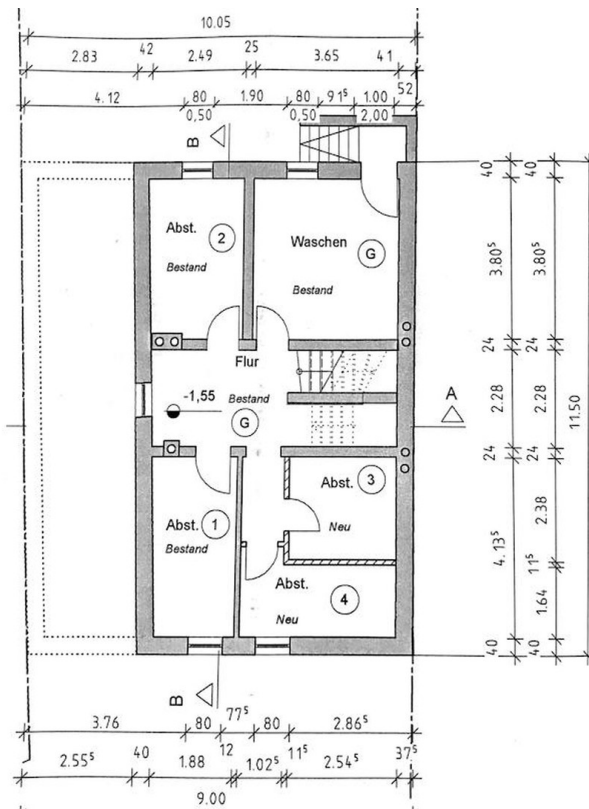 10.05
2.83 42 2.49 25 3.65 41
4.12 80 1.90 80 91⁵ 1.00 52
0,50 0,50 2,00
B
40 40
Abst. 2
Waschen G
Bestand
Bestand
3.80⁵ 3.80⁵
24 24
Flur
-1,55
Bestand
G
A
2.28 2.28
11.50
24 24
Abst. 3
Abst. 1
Bestand
Neu
2.38
4.13⁵
11⁵
Abst.
4
Neu
1.64
40 40
B
77⁵
3.76 80 80 2.86⁵
2.55⁵ 40 1.88 12 1.02⁵ 11⁵ 2.54⁵ 37⁵
9.00